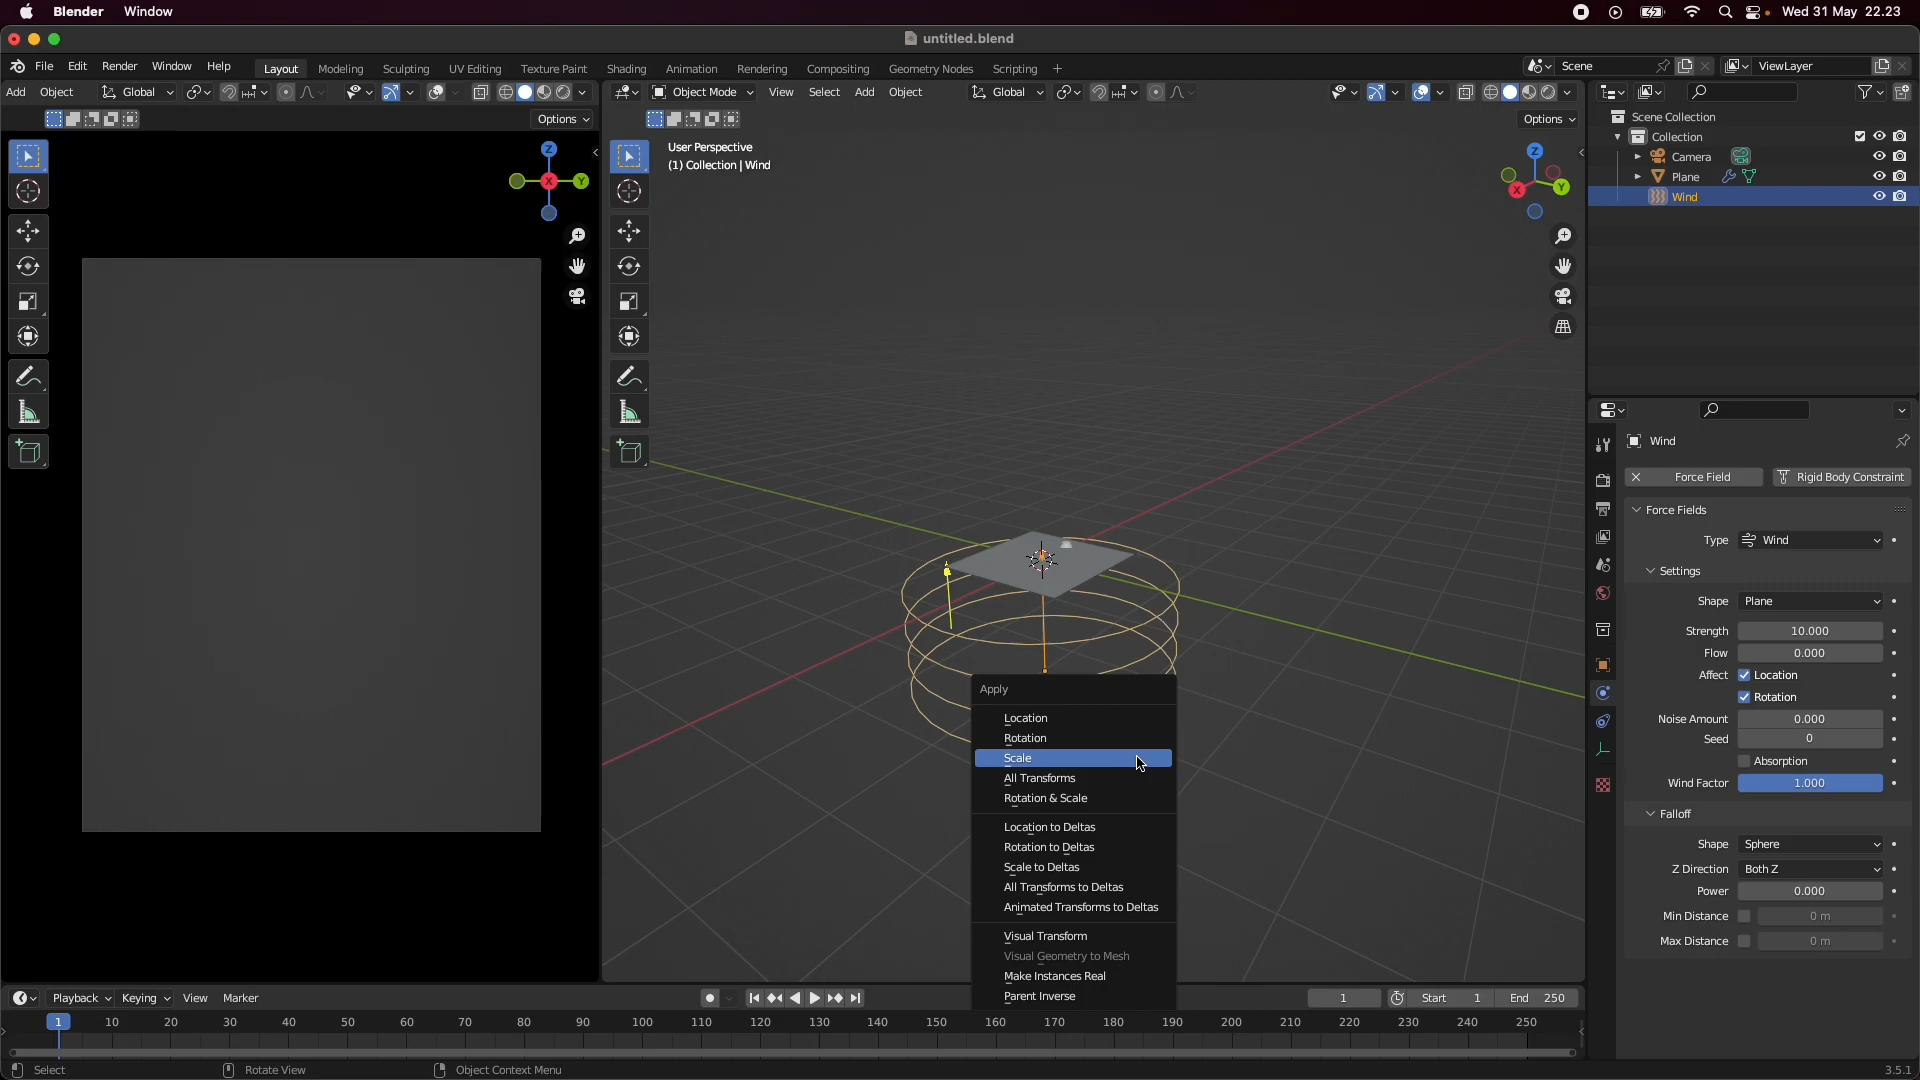 Blender Window Wed 31 May 22.23
untitled.blend
File Edit Render Window Help Layout Modeling Sculpting UV Editing Texture Paint Shading Animation Rendering Compositing Geometry Nodes Scripting + Scene ViewLayer
Add Object Global Object Mode View Select Add Object Global
Options Options
User Perspective
(1) Collection | Wind
Z
X
Y
Z
X
Y
Scene Collection
Collection
Camera
Plane
Wind
Wind
Force Field Rigid Body Constraint
Force Fields
Type Wind
Settings
Shape Plane
Strength 10.000
Flow 0.000
Affect Location
Rotation
Noise Amount 0.000
Seed 0
Absorption
Wind Factor 1.000
Falloff
Shape Sphere
Z Direction Both Z
Power 0.000
Min Distance 0 m
Max Distance 0 m
Apply
Location
Rotation
Scale
All Transforms
Rotation & Scale
Location to Deltas
Rotation to Deltas
Scale to Deltas
All Transforms to Deltas
Animated Transforms to Deltas
Visual Transform
Visual Geometry to Mesh
Make Instances Real
Parent Inverse
Playback Keying View Marker 1 Start 1 End 250
1 10 20 30 40 50 60 70 80 90 100 110 120 130 140 150 160 170 180 190 200 210 220 230 240 250
Select Rotate View Object Context Menu 3.5.1